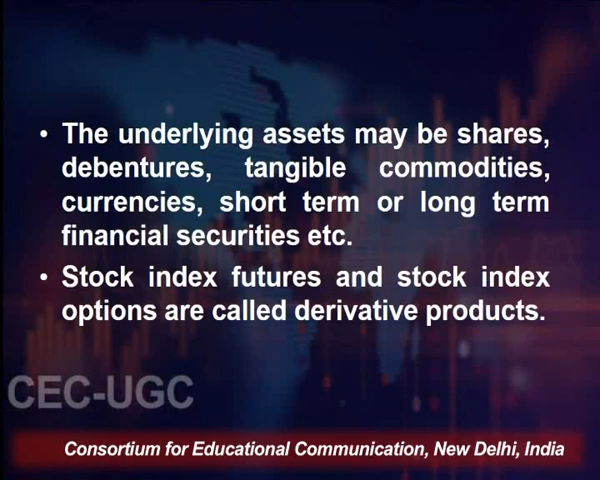 • The underlying assets may be shares,
debentures, tangible commodities,
currencies, short term or long term
financial securities etc.
• Stock index futures and stock index
options are called derivative products.
CEC-UGC
Consortium for Educational Communication, New Delhi, India